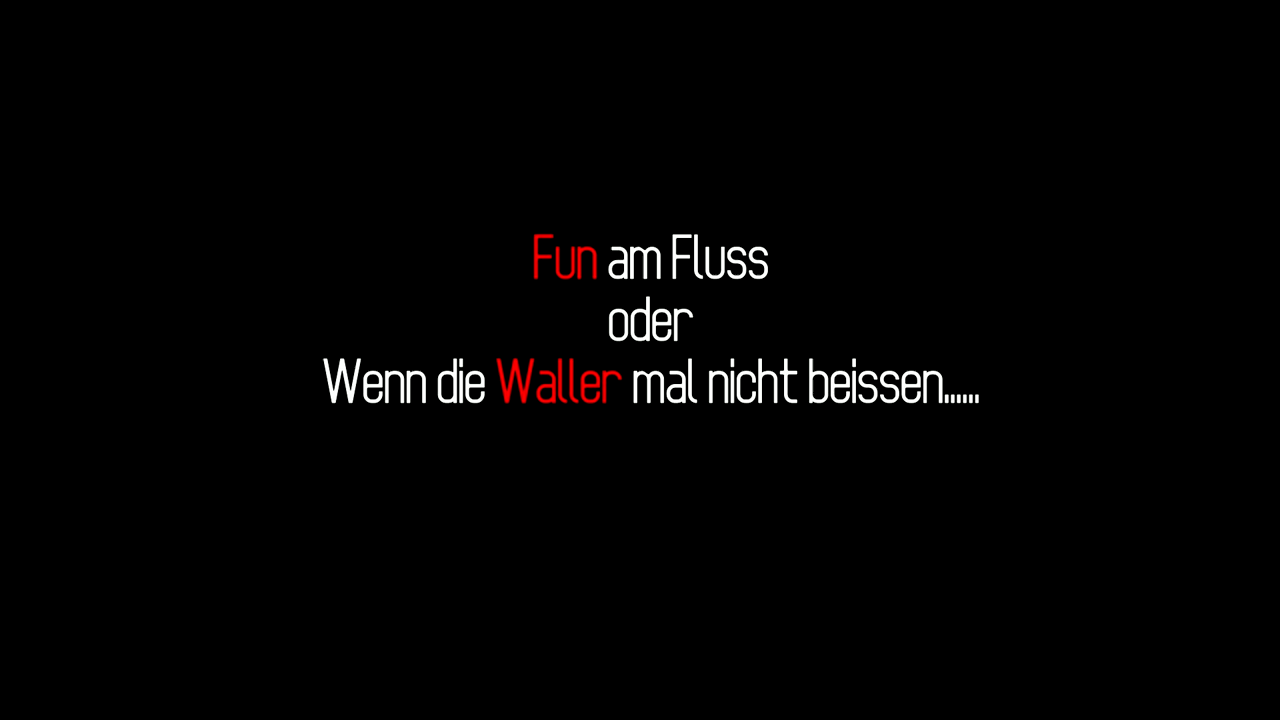 Fun am Fluss
oder
Wenn die Waller mal nicht beissen......